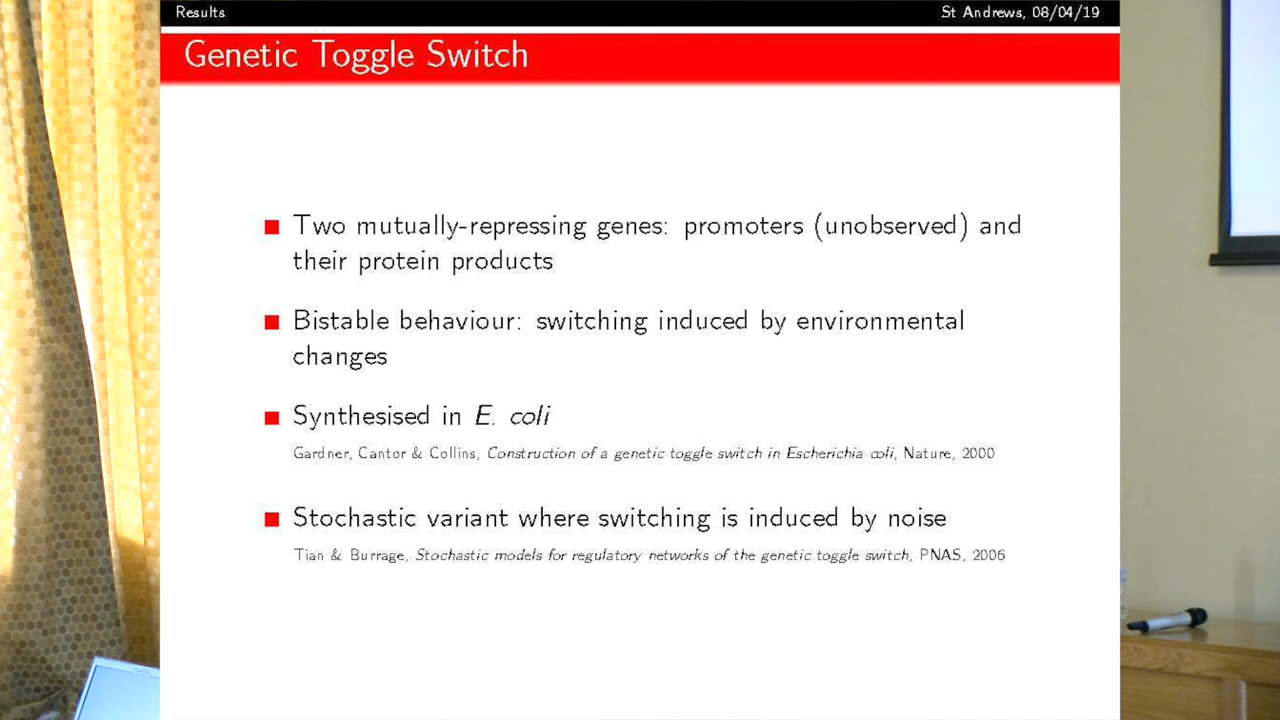 Results
St Andrews, 08/04/19
Genetic Toggle Switch
Two mutually-repressing genes: promoters (unobserved) and
their protein products
Bistable behaviour: switching induced by environmental
changes
Synthesised in E. coli
Gardner, Cantor & Collins, Construction of a genetic toggle switch in Escherichia coli, Nature, 2000
Stochastic variant where switching is induced by noise
Tian & Burrage, Stochastic models for regulatory networks of the genetic toggle switch, PNAS, 2006